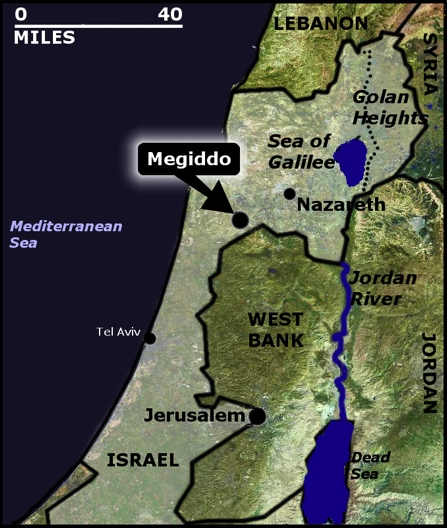 0 40
MILES
LEBANON
SYRIA
Golan
Heights
Sea of
Galilee
Megiddo
Nazareth
Mediterranean
Sea
Jordan
River
WEST
BANK
Tel Aviv
JORDAN
Jerusalem
ISRAEL
Dead
Sea